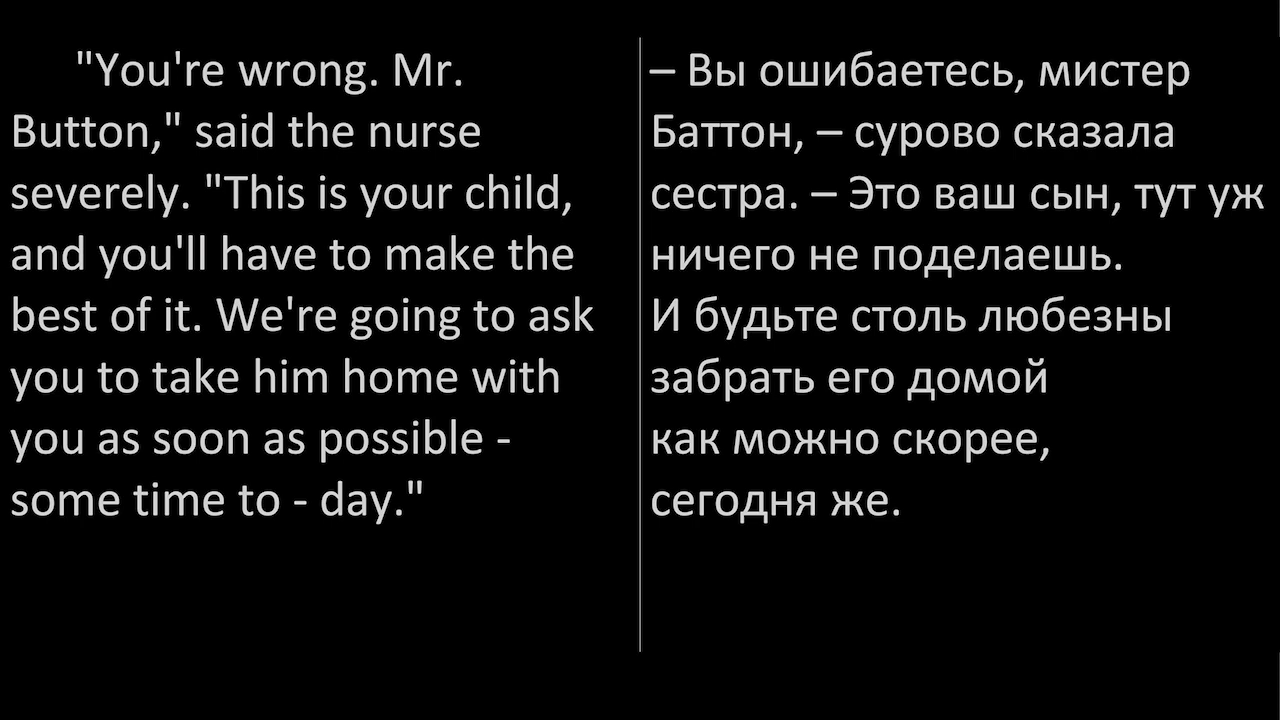 "You're wrong. Mr.
Button," said the nurse
severely. "This is your child,
and you'll have to make the
best of it. We're going to ask
you to take him home with
you as soon as possible -
some time to - day."
– Вы ошибаетесь, мистер
Баттон, – сурово сказала
сестра. – Это ваш сын, тут уж
ничего не поделаешь.
И будьте столь любезны
забрать его домой
как можно скорее,
сегодня же.